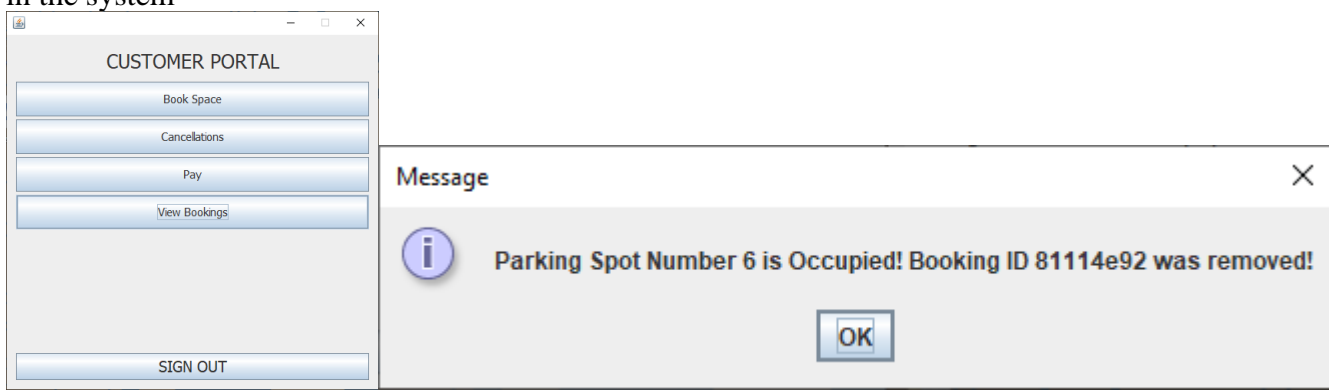 in the system
CUSTOMER PORTAL
Book Space
Cancellations
Pay
View Bookings
SIGN OUT
Message
Parking Spot Number 6 is Occupied! Booking ID 81114e92 was removed!
OK